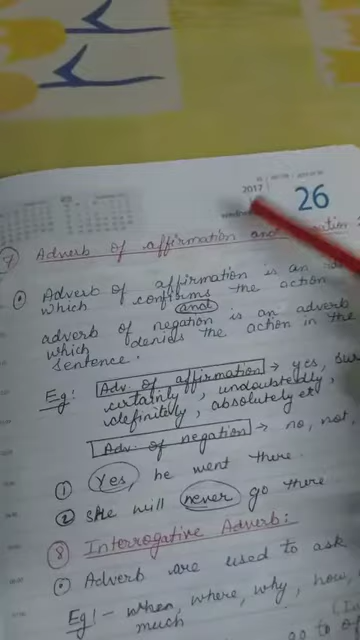 2017
26
7 Adverb of affirmation and
Adverb of affirmation is an
which confirms the action
and
adverb of negation is an adverb
which denies the action in the
sentence.
Eg: Adv. of affirmation → yes,
certainly, undoubtedly,
definitely, absolutely etc
Adv. of negation → no, not,
① Yes, he went there.
② She will never go there
⑧ Interrogative Adverb:
Adverb are used to ask
Eg:- when, where, why, how,
much